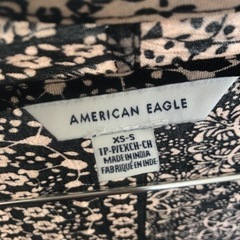 AMERICAN EAGLE
XS-S
TP-P/EXCH-CH
MADE IN INDIA
FABRIQUÉ EN INDE